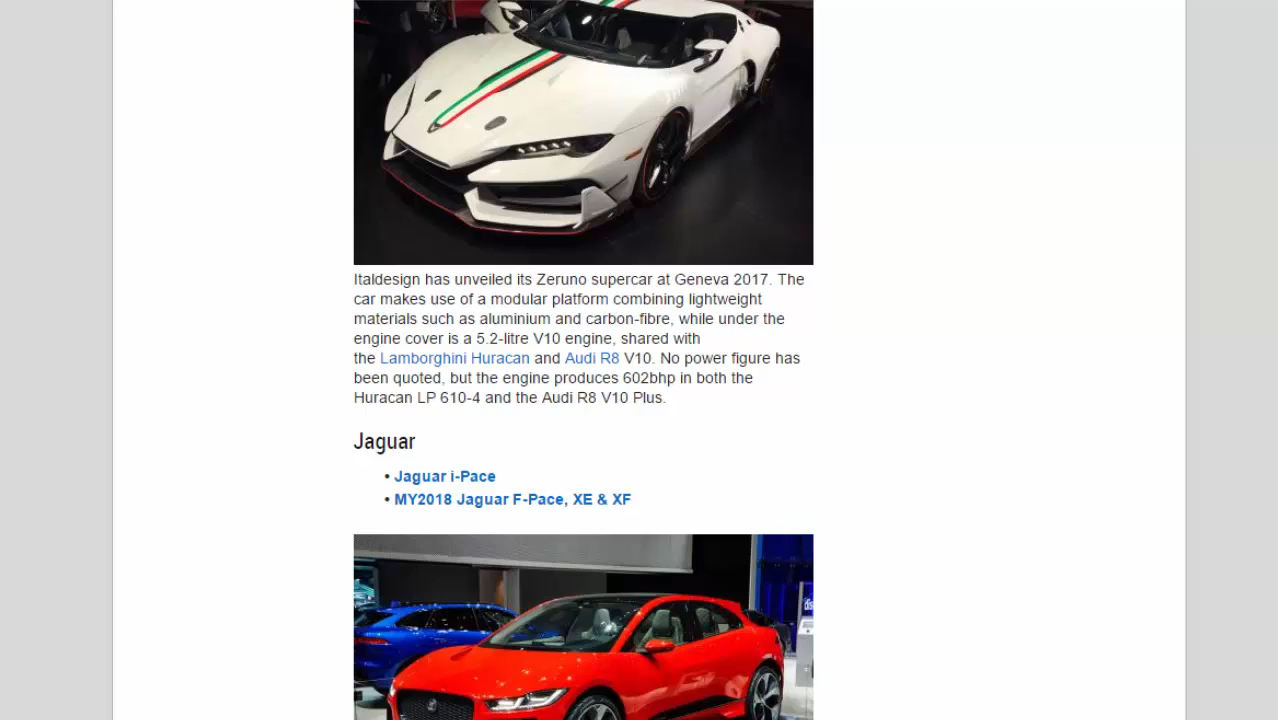 Italdesign has unveiled its Zeruno supercar at Geneva 2017. The
car makes use of a modular platform combining lightweight
materials such as aluminium and carbon-fibre, while under the
engine cover is a 5.2-litre V10 engine, shared with
the Lamborghini Huracan and Audi R8 V10. No power figure has
been quoted, but the engine produces 602bhp in both the
Huracan LP 610-4 and the Audi R8 V10 Plus.
Jaguar
• Jaguar i-Pace
• MY2018 Jaguar F-Pace, XE & XF